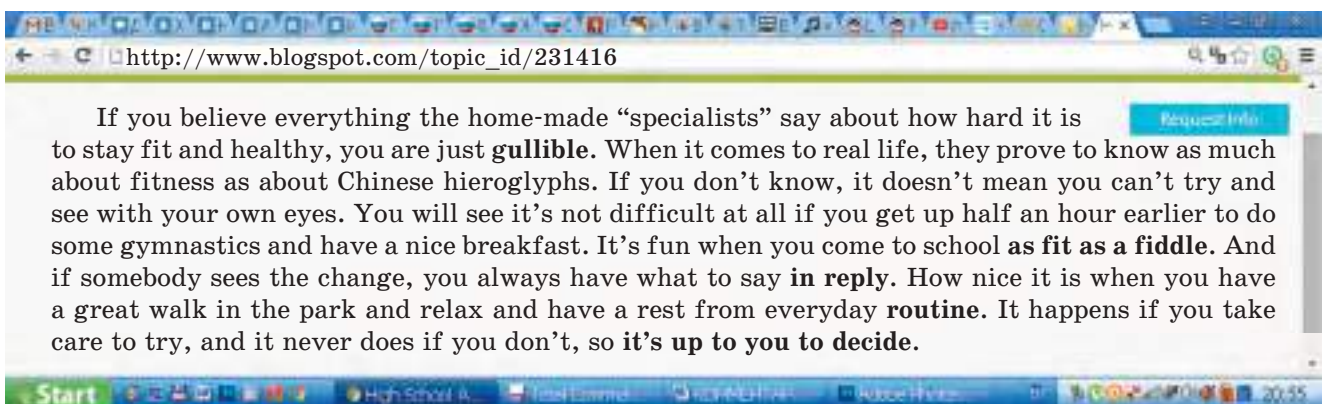 http://www.blogspot.com/topic_id/231416
Request Info
If you believe everything the home-made “specialists” say about how hard it is
to stay fit and healthy, you are just gullible. When it comes to real life, they prove to know as much
about fitness as about Chinese hieroglyphs. If you don’t know, it doesn’t mean you can’t try and
see with your own eyes. You will see it’s not difficult at all if you get up half an hour earlier to do
some gymnastics and have a nice breakfast. It’s fun when you come to school as fit as a fiddle. And
if somebody sees the change, you always have what to say in reply. How nice it is when you have
a great walk in the park and relax and have a rest from everyday routine. It happens if you take
care to try, and it never does if you don’t, so it’s up to you to decide.
Start High School 20:55